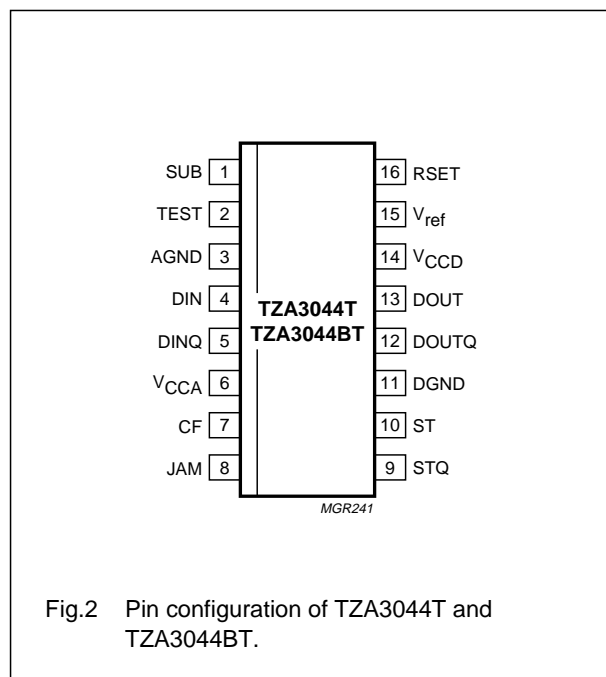 SUB 1 16 RSET
TEST 2 15 Vref
AGND 3 14 VCCD
DIN 4 13 DOUT
TZA3044T
TZA3044BT
DINQ 5 12 DOUTQ
VCCA 6 11 DGND
CF 7 10 ST
JAM 8 9 STQ
MGR241
Fig.2 Pin configuration of TZA3044T and
TZA3044BT.